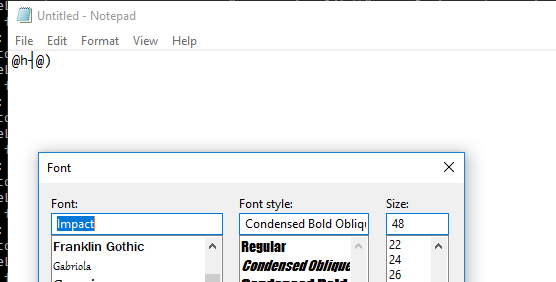 Untitled - Notepad
File Edit Format View Help
@h-|@)
Font
Font: Font style: Size:
Impact Condensed Bold Obliqu 48
Franklin Gothic Regular 22
Gabriola Condensed Oblique 24
26